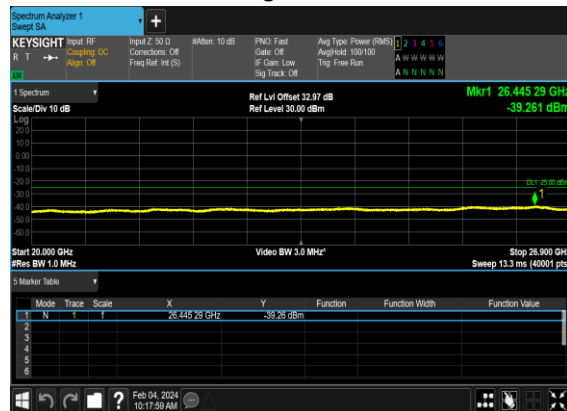 Spectrum Analyzer 1
Swept SA
KEYSIGHT
R T
LV
Input: RF
Coupling: DC
Align: Off
Input Z: 50 Ω
Corrections: Off
Freq Ref: Int (S)
#Atten: 10 dB
PNO: Fast
Gate: Off
IF Gain: Low
Sig Track: Off
Avg Type: Power (RMS)
Avg|Hold: 100/100
Trig: Free Run
1 2 3 4 5 6
A W W W W W
A N N N N N
1 Spectrum
Scale/Div 10 dB
Log
Ref Lvl Offset 32.97 dB
Ref Level 30.00 dBm
Mkr1 26.445 29 GHz
-39.261 dBm
20.0
10.0
0.00
-10.0
-20.0
-30.0
-40.0
-50.0
-60.0
DL1 -25.00 dBm
1
Start 20.000 GHz
#Res BW 1.0 MHz
Video BW 3.0 MHz*
Stop 26.900 GHz
Sweep 13.3 ms (40001 pts)
5 Marker Table
Mode Trace Scale X Y Function Function Width Function Value
1 N 1 f 26.445 29 GHz -39.26 dBm
2
3
4
5
6
?
Feb 04, 2024
10:17:59 AM